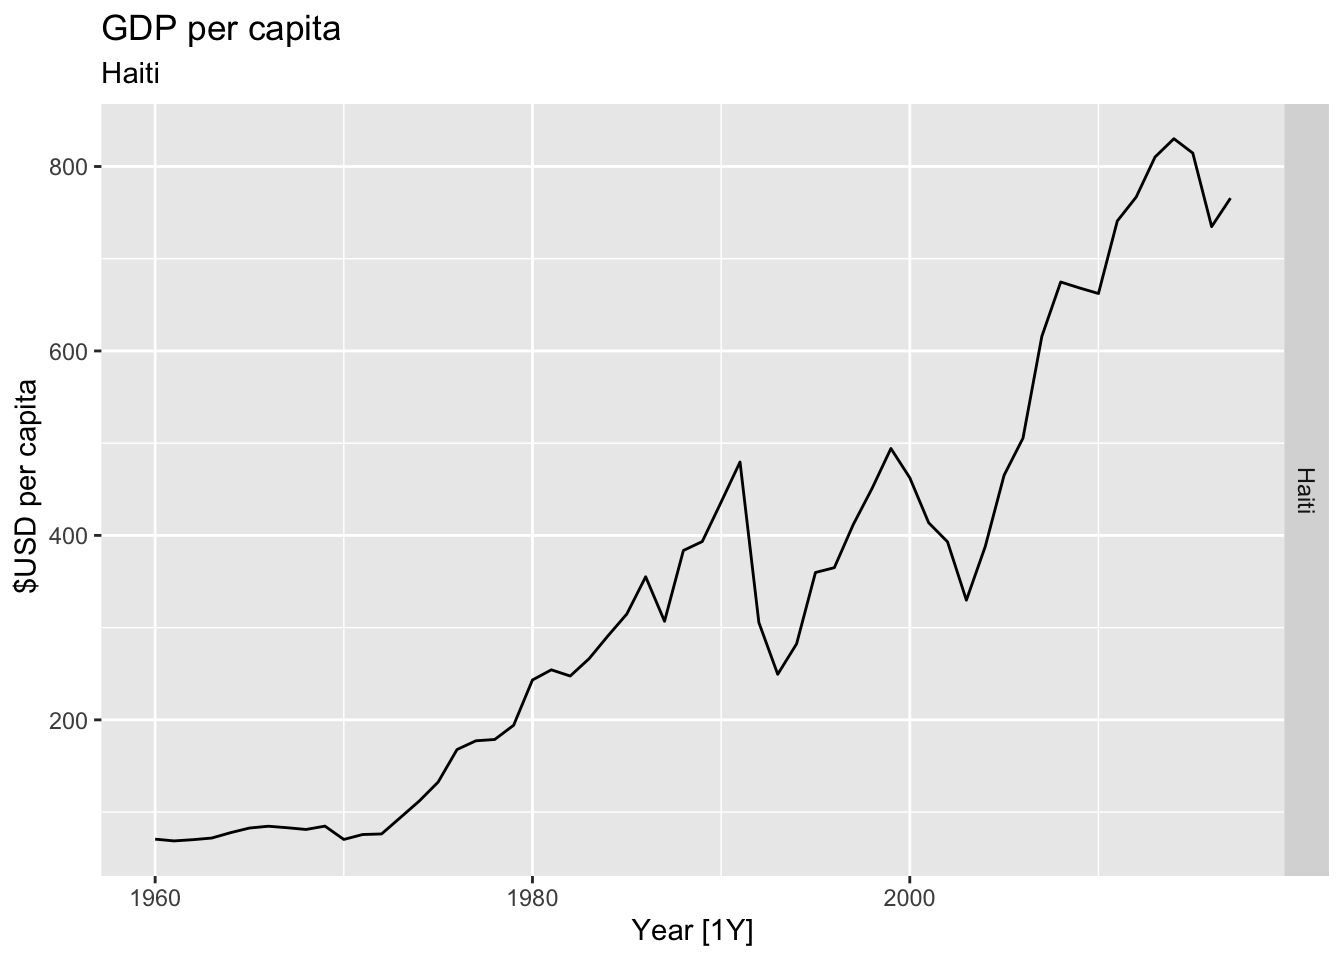 GDP per capita
Haiti
800
600
400
200
$USD per capita
Haiti
1960
1980
2000
Year [1Y]